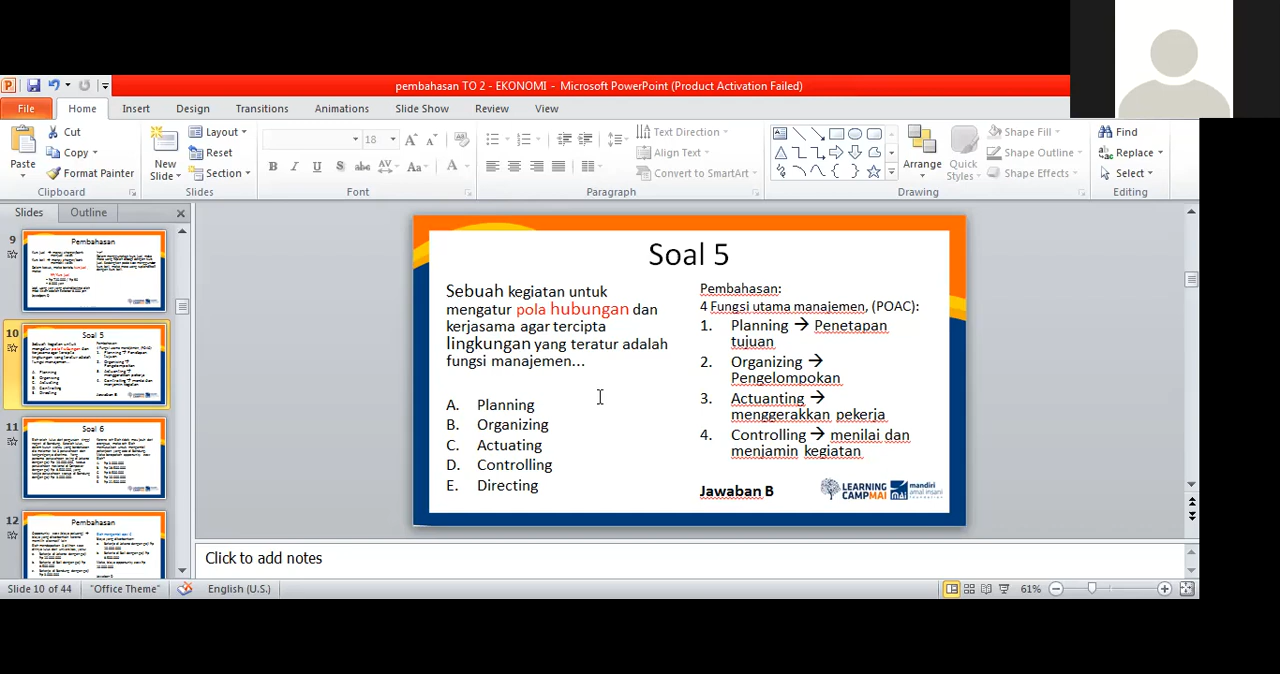 pembahasan TO 2 - EKONOMI - Microsoft PowerPoint (Product Activation Failed)
File Home Insert Design Transitions Animations Slide Show Review View
Paste
Cut
Copy
Format Painter
Clipboard
New Slide
Layout
Reset
Section
Slides
18
Font
Text Direction
Align Text
Convert to SmartArt
Paragraph
Arrange
Quick Styles
Shape Fill
Shape Outline
Shape Effects
Drawing
Find
Replace
Select
Editing
Slides Outline
9
Pembahasan
10
Soal 5
11
Soal 6
12
Pembahasan
Soal 5
Sebuah kegiatan untuk
mengatur pola hubungan dan
kerjasama agar tercipta
lingkungan yang teratur adalah
fungsi manajemen...
A. Planning
B. Organizing
C. Actuating
D. Controlling
E. Directing
Pembahasan:
4 Fungsi utama manajemen, (POAC):
1. Planning → Penetapan
tujuan
2. Organizing →
Pengelompokan
3. Actuanting →
menggerakkan pekerja
4. Controlling → menilai dan
menjamin kegiatan
Jawaban B
LEARNING
CAMP MAI
mandiri
amal insani
foundation
Click to add notes
Slide 10 of 44 "Office Theme" English (U.S.) 61%